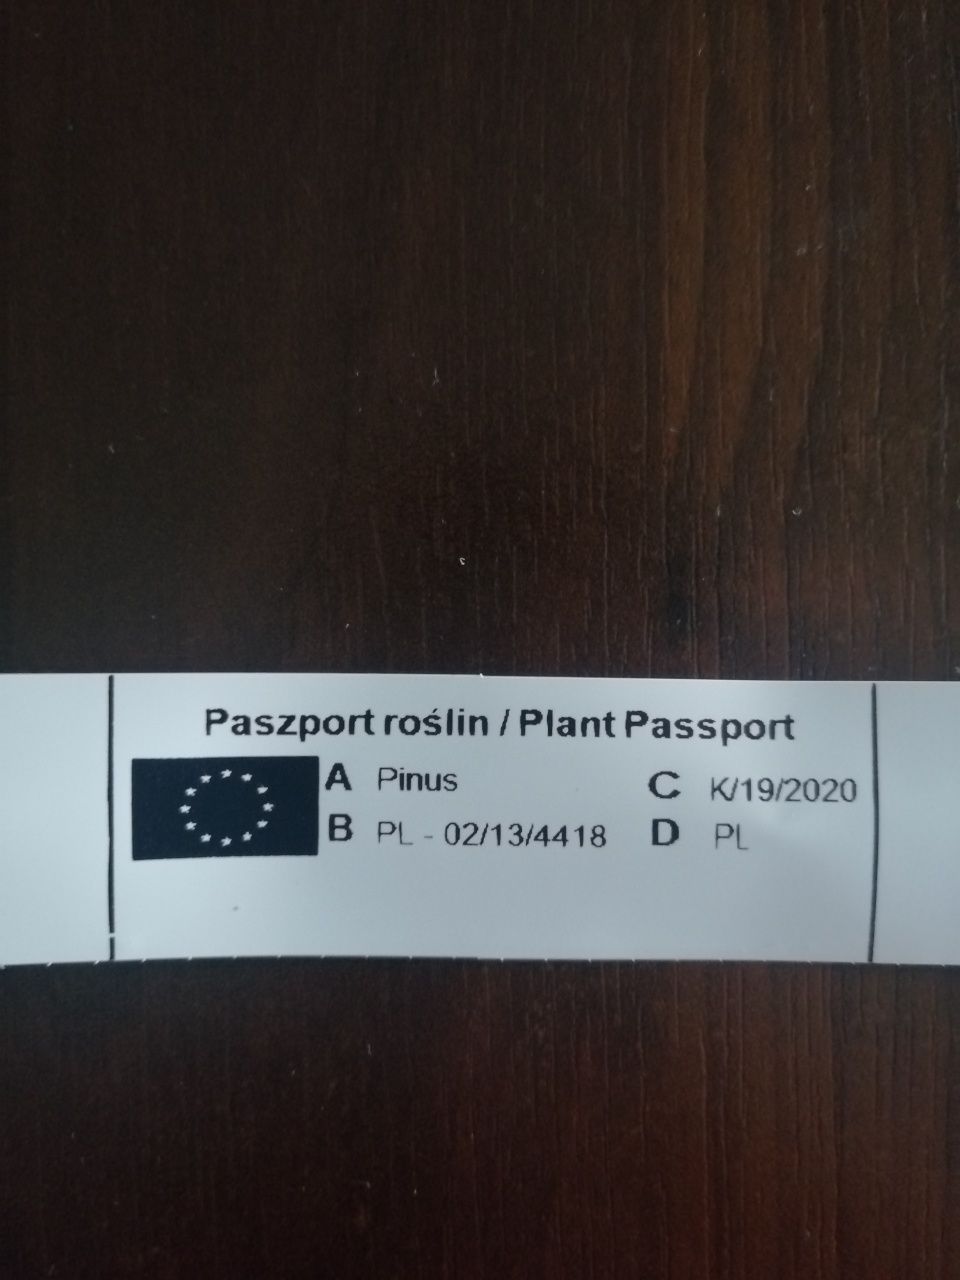 Paszport roślin / Plant Passport
A Pinus C K/19/2020
B PL - 02/13/4418 D PL